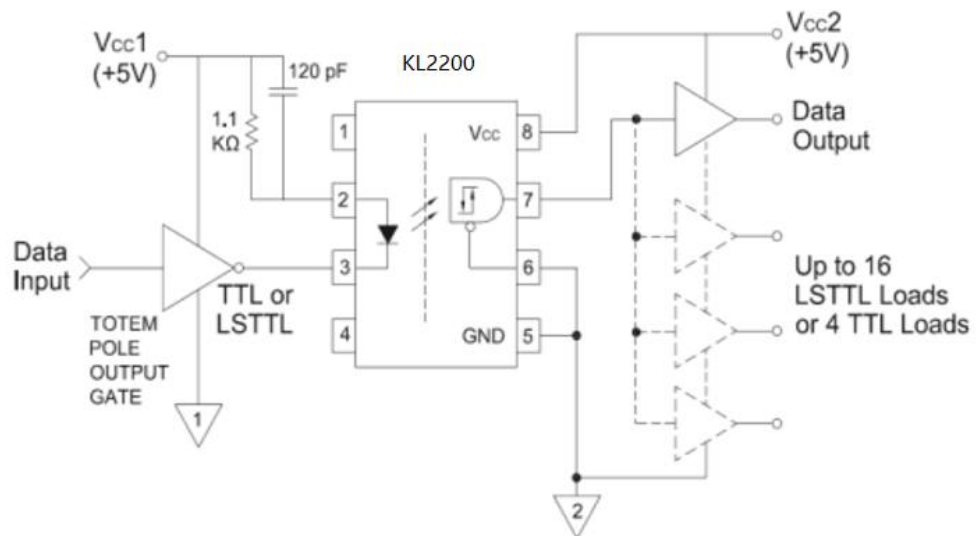 Vcc1
(+5V)
120 pF
1.1
KΩ
Data
Input
TOTEM
POLE
OUTPUT
GATE
TTL or
LSTTL
1
KL2200
1
2
3
4
Vcc
GND
8
7
6
5
Vcc2
(+5V)
Data
Output
Up to 16
LSTTL Loads
or 4 TTL Loads
2